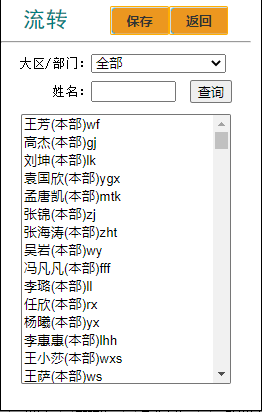 流转 保存 返回
大区/部门: 全部
姓名: 查询
王芳(本部)wf
高杰(本部)gj
刘坤(本部)lk
袁国欣(本部)ygx
孟唐凯(本部)mtk
张锦(本部)zj
张海涛(本部)zht
吴岩(本部)wy
冯凡凡(本部)fff
李璐(本部)ll
任欣(本部)rx
杨曦(本部)yx
李惠惠(本部)lhh
王小莎(本部)wxs
王萨(本部)ws